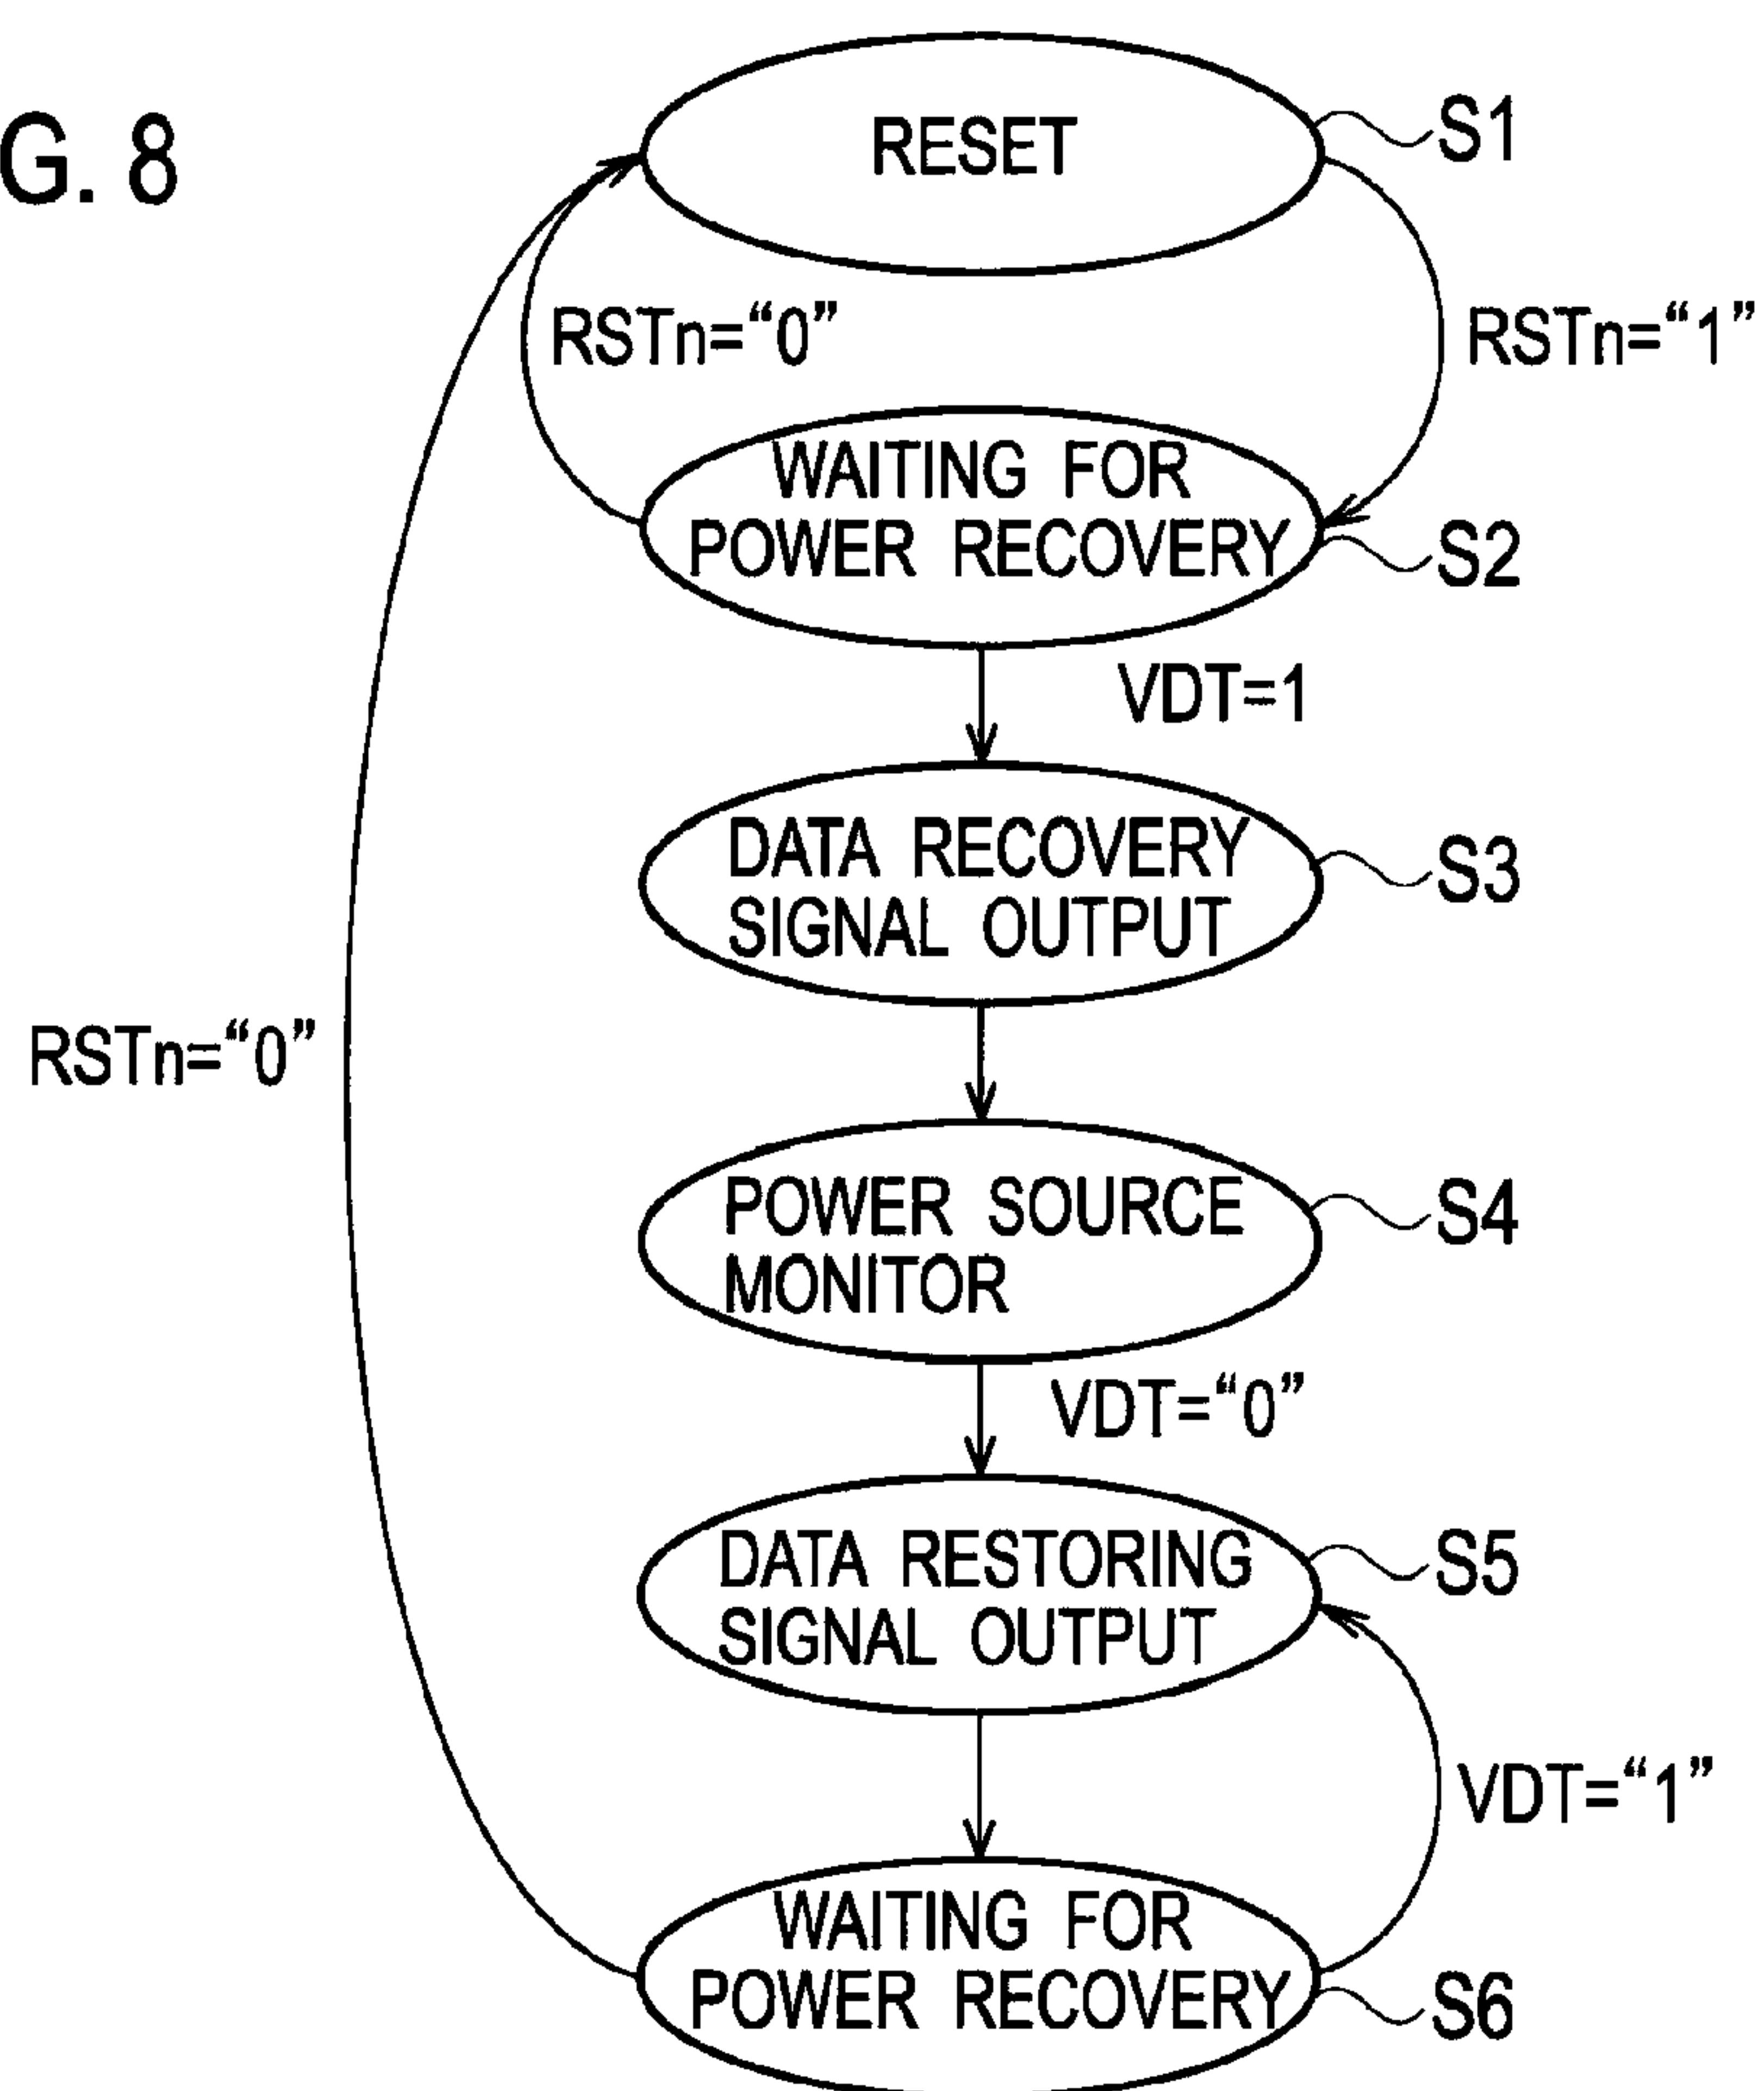 G. 8
RESET
S1
RSTn=“0”
RSTn=“1”
WAITING FOR
POWER RECOVERY
S2
VDT=1
DATA RECOVERY
SIGNAL OUTPUT
S3
RSTn=“0”
POWER SOURCE
MONITOR
S4
VDT=“0”
DATA RESTORING
SIGNAL OUTPUT
S5
VDT=“1”
WAITING FOR
POWER RECOVERY
S6